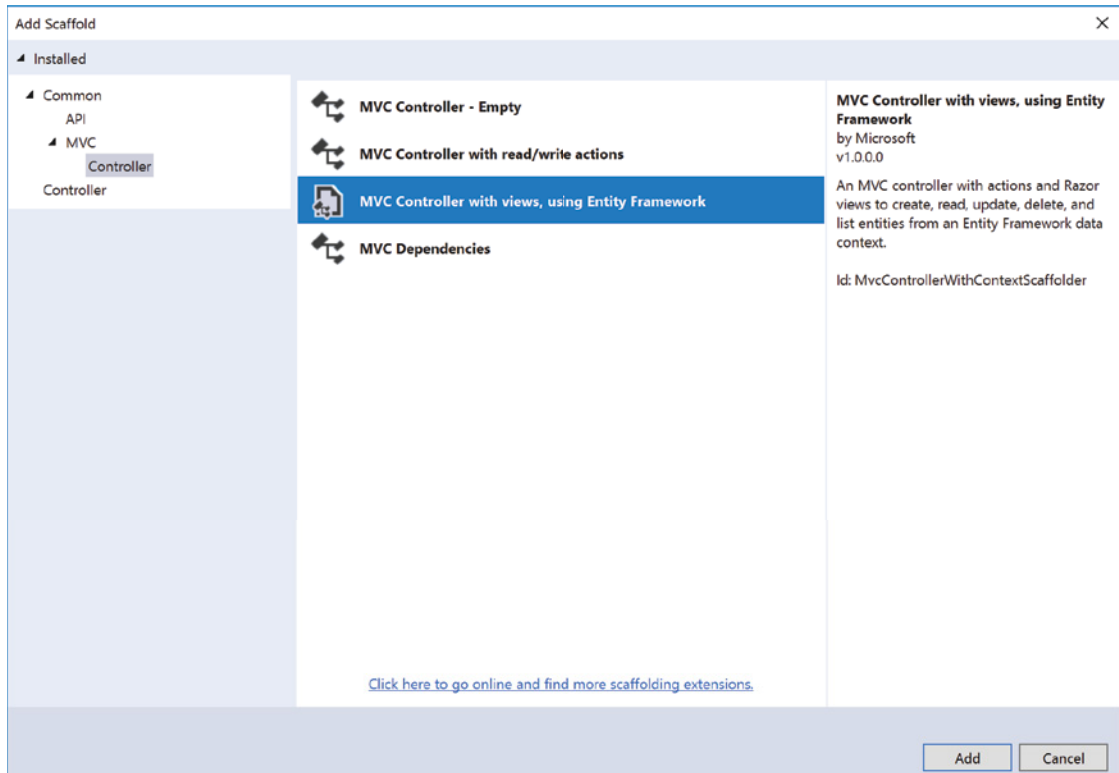 Add Scaffold
Installed
Common
API
MVC
Controller
Controller
MVC Controller - Empty
MVC Controller with read/write actions
MVC Controller with views, using Entity Framework
MVC Dependencies
Click here to go online and find more scaffolding extensions.
MVC Controller with views, using Entity
Framework
by Microsoft
v1.0.0.0
An MVC controller with actions and Razor
views to create, read, update, delete, and
list entities from an Entity Framework data
context.
Id: MvcControllerWithContextScaffolder
Add
Cancel